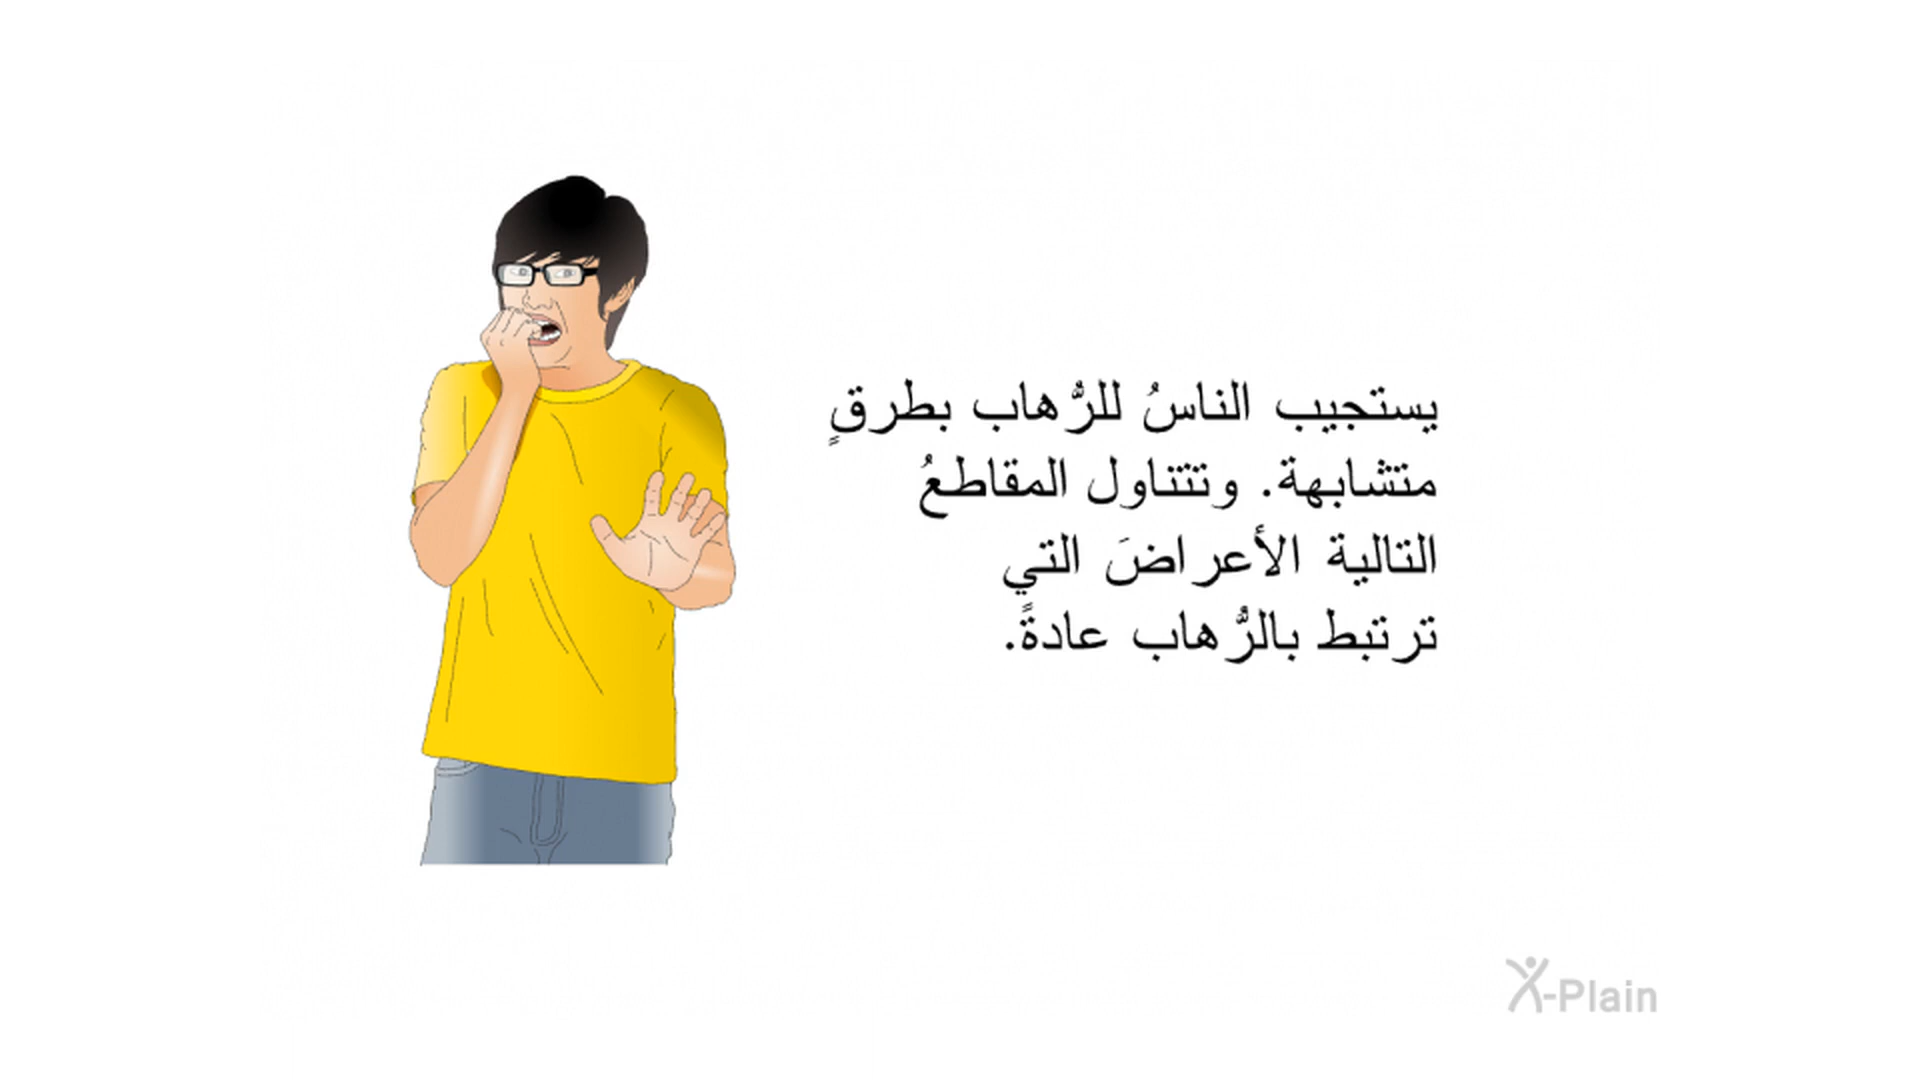 يستجيب الناسُ للرُّهاب بطرقٍ
متشابهة. وتتناول المقاطعُ
التالية الأعراضَ التي
ترتبط بالرُّهاب عادةً.
X-Plain